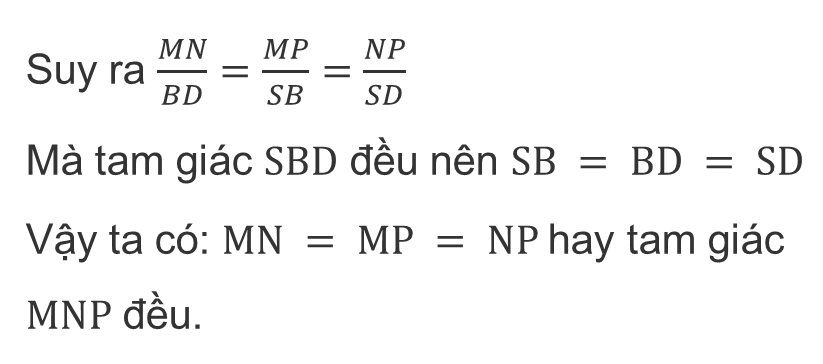 Suy ra MN/BD = MP/SB = NP/SD
Mà tam giác SBD đều nên SB = BD = SD
Vậy ta có: MN = MP = NP hay tam giác
MNP đều.